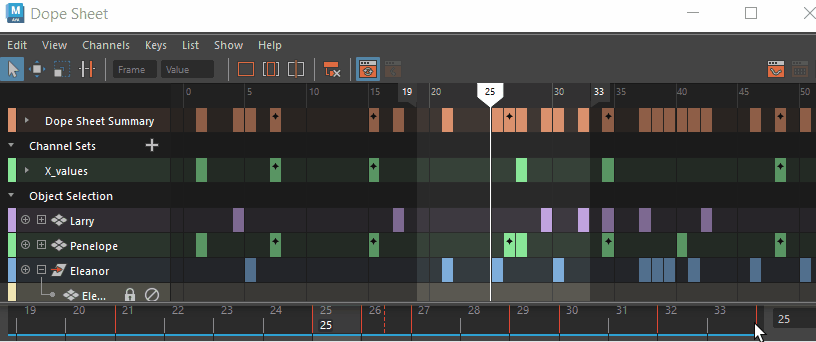 M Dope Sheet
Edit View Channels Keys List Show Help
Frame Value
0 5 10 15 19 20 25 30 33 35 40 45 50
Dope Sheet Summary
Channel Sets
X_values
Object Selection
Larry
Penelope
Eleanor
Ele...
19 20 21 22 23 24 25 26 27 28 29 30 31 32 33
25 25